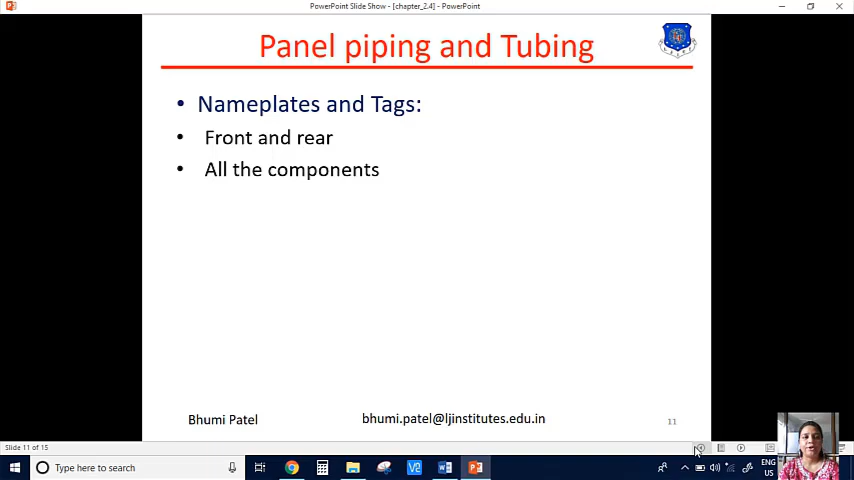 PowerPoint Slide Show - [chapter_2.4] - PowerPoint
Panel piping and Tubing
• Nameplates and Tags:
• Front and rear
• All the components
Bhumi Patel
bhumi.patel@ljinstitutes.edu.in
11
Slide 11 of 15
Type here to search
ENG
US